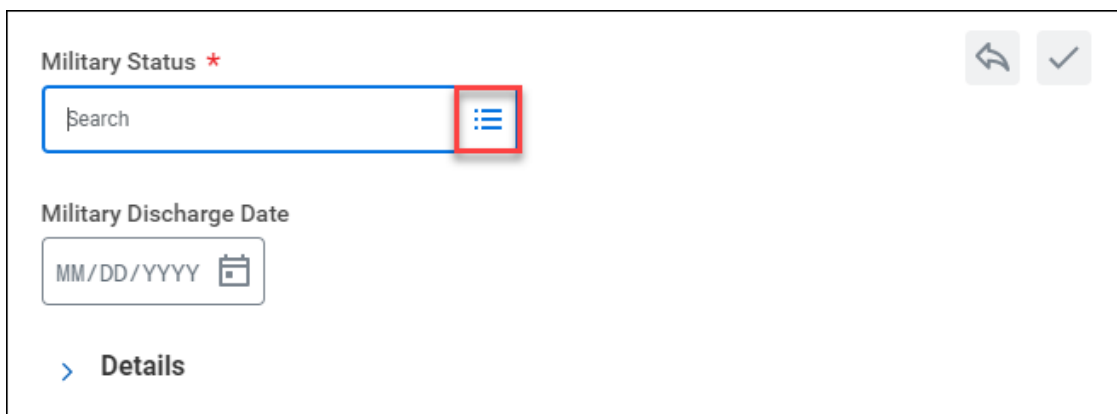 Military Status *
Search
Military Discharge Date
MM/DD/YYYY
Details